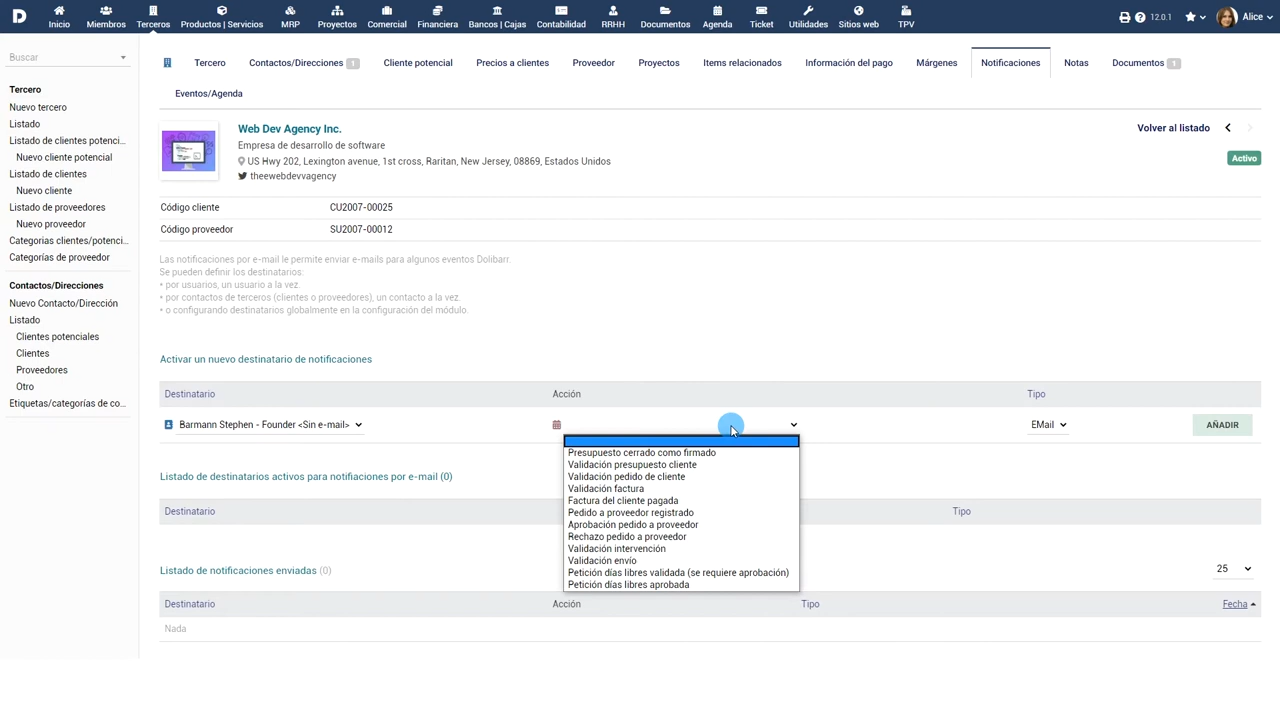 D
Inicio
Miembros
Terceros
Productos | Servicios
MRP
Proyectos
Comercial
Financiera
Bancos | Cajas
Contabilidad
RRHH
Documentos
Agenda
Ticket
Utilidades
Sitios web
TPV
12.0.1
Alice
Buscar
Tercero
Nuevo tercero
Listado
Listado de clientes potenci...
Nuevo cliente potencial
Listado de clientes
Nuevo cliente
Listado de proveedores
Nuevo proveedor
Categorias clientes/potenci...
Categorías de proveedor
Contactos/Direcciones
Nuevo Contacto/Dirección
Listado
Clientes potenciales
Clientes
Proveedores
Otro
Etiquetas/categorías de co...
Tercero
Contactos/Direcciones 1
Cliente potencial
Precios a clientes
Proveedor
Proyectos
Items relacionados
Información del pago
Márgenes
Notificaciones
Notas
Documentos 1
Eventos/Agenda
Web Dev Agency Inc.
Empresa de desarrollo de software
US Hwy 202, Lexington avenue, 1st cross, Raritan, New Jersey, 08869, Estados Unidos
theewebdevvagency
Volver al listado
Activo
Código cliente CU2007-00025
Código proveedor SU2007-00012
Las notificaciones por e-mail le permite enviar e-mails para algunos eventos Dolibarr.
Se pueden definir los destinatarios:
• por usuarios, un usuario a la vez.
• por contactos de terceros (clientes o proveedores), un contacto a la vez.
• o configurando destinatarios globalmente en la configuración del módulo.
Activar un nuevo destinatario de notificaciones
Destinatario Acción Tipo
Barmann Stephen - Founder <Sin e-mail> EMail AÑADIR
Presupuesto cerrado como firmado
Validación presupuesto cliente
Validación pedido de cliente
Validación factura
Factura del cliente pagada
Pedido a proveedor registrado
Aprobación pedido a proveedor
Rechazo pedido a proveedor
Validación intervención
Validación envío
Petición días libres validada (se requiere aprobación)
Petición días libres aprobada
Listado de destinatarios activos para notifiaciones por e-mail (0)
Destinatario Tipo
Listado de notificaciones enviadas (0) 25
Destinatario Acción Tipo Fecha
Nada